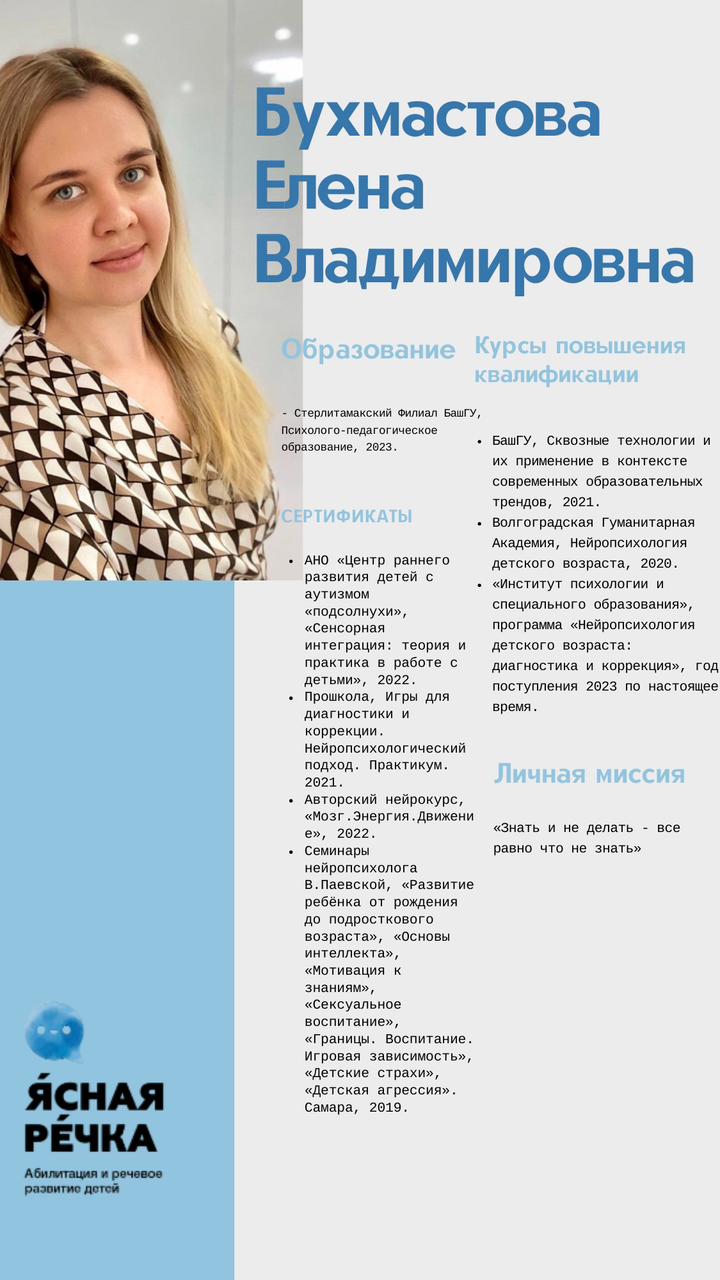 Бухмастова
Елена
Владимировна
Образование
- Стерлитамакский Филиал БашГУ,
Психолого-педагогическое
образование, 2023.
СЕРТИФИКАТЫ
• АНО «Центр раннего
развития детей с
аутизмом
«подсолнухи»,
«Сенсорная
интеграция: теория и
практика в работе с
детьми», 2022.
• Прошкола, Игры для
диагностики и
коррекции.
Нейропсихологический
подход. Практикум.
2021.
• Авторский нейрокурс,
«Мозг.Энергия.Движени
е», 2022.
• Семинары
нейропсихолога
В.Паевской, «Развитие
ребёнка от рождения
до подросткового
возраста», «Основы
интеллекта»,
«Мотивация к
знаниям»,
«Сексуальное
воспитание»,
«Границы. Воспитание.
Игровая зависимость»,
«Детские страхи»,
«Детская агрессия».
Самара, 2019.
Курсы повышения
квалификации
• БашГУ, Сквозные технологии и
их применение в контексте
современных образовательных
трендов, 2021.
• Волгоградская Гуманитарная
Академия, Нейропсихология
детского возраста, 2020.
• «Институт психологии и
специального образования»,
программа «Нейропсихология
детского возраста:
диагностика и коррекция», год
поступления 2023 по настоящее
время.
Личная миссия
«Знать и не делать - все
равно что не знать»
Я́СНАЯ
РЕ́ЧКА
Абилитация и речевое
развитие детей